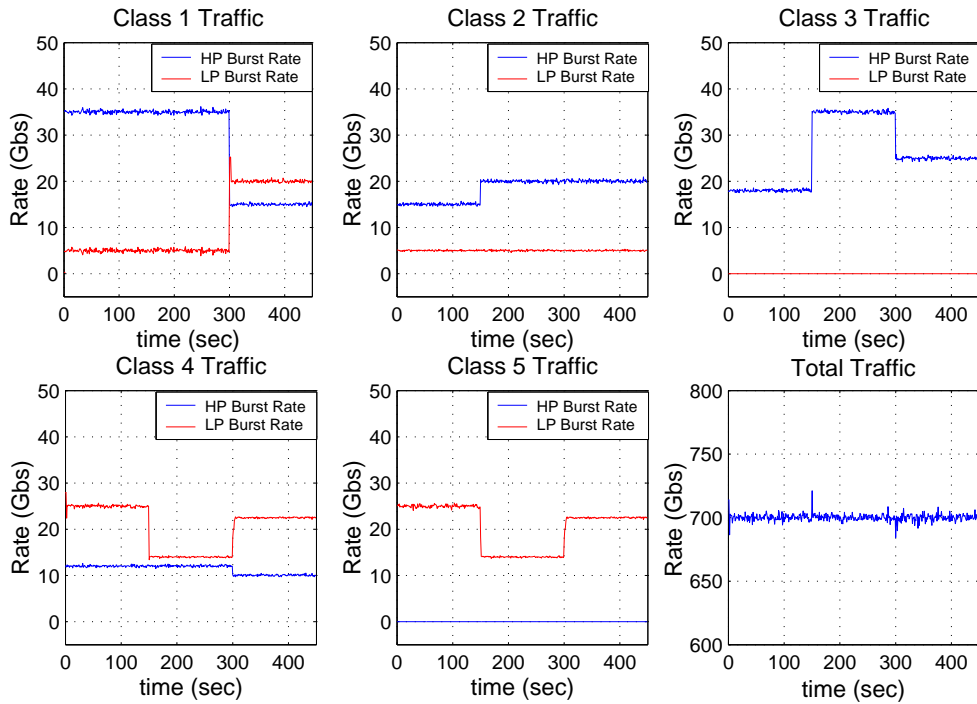 Class 1 Traffic
50
40
30
20
10
0
Rate (Gbs)
HP Burst Rate
LP Burst Rate
0 100 200 300 400
time (sec)
Class 2 Traffic
50
40
30
20
10
0
Rate (Gbs)
HP Burst Rate
LP Burst Rate
0 100 200 300 400
time (sec)
Class 3 Traffic
50
40
30
20
10
0
Rate (Gbs)
HP Burst Rate
LP Burst Rate
0 100 200 300 400
time (sec)
Class 4 Traffic
50
40
30
20
10
0
Rate (Gbs)
HP Burst Rate
LP Burst Rate
0 100 200 300 400
time (sec)
Class 5 Traffic
50
40
30
20
10
0
Rate (Gbs)
HP Burst Rate
LP Burst Rate
0 100 200 300 400
time (sec)
Total Traffic
800
750
700
650
600
Rate (Gbs)
0 100 200 300 400
time (sec)